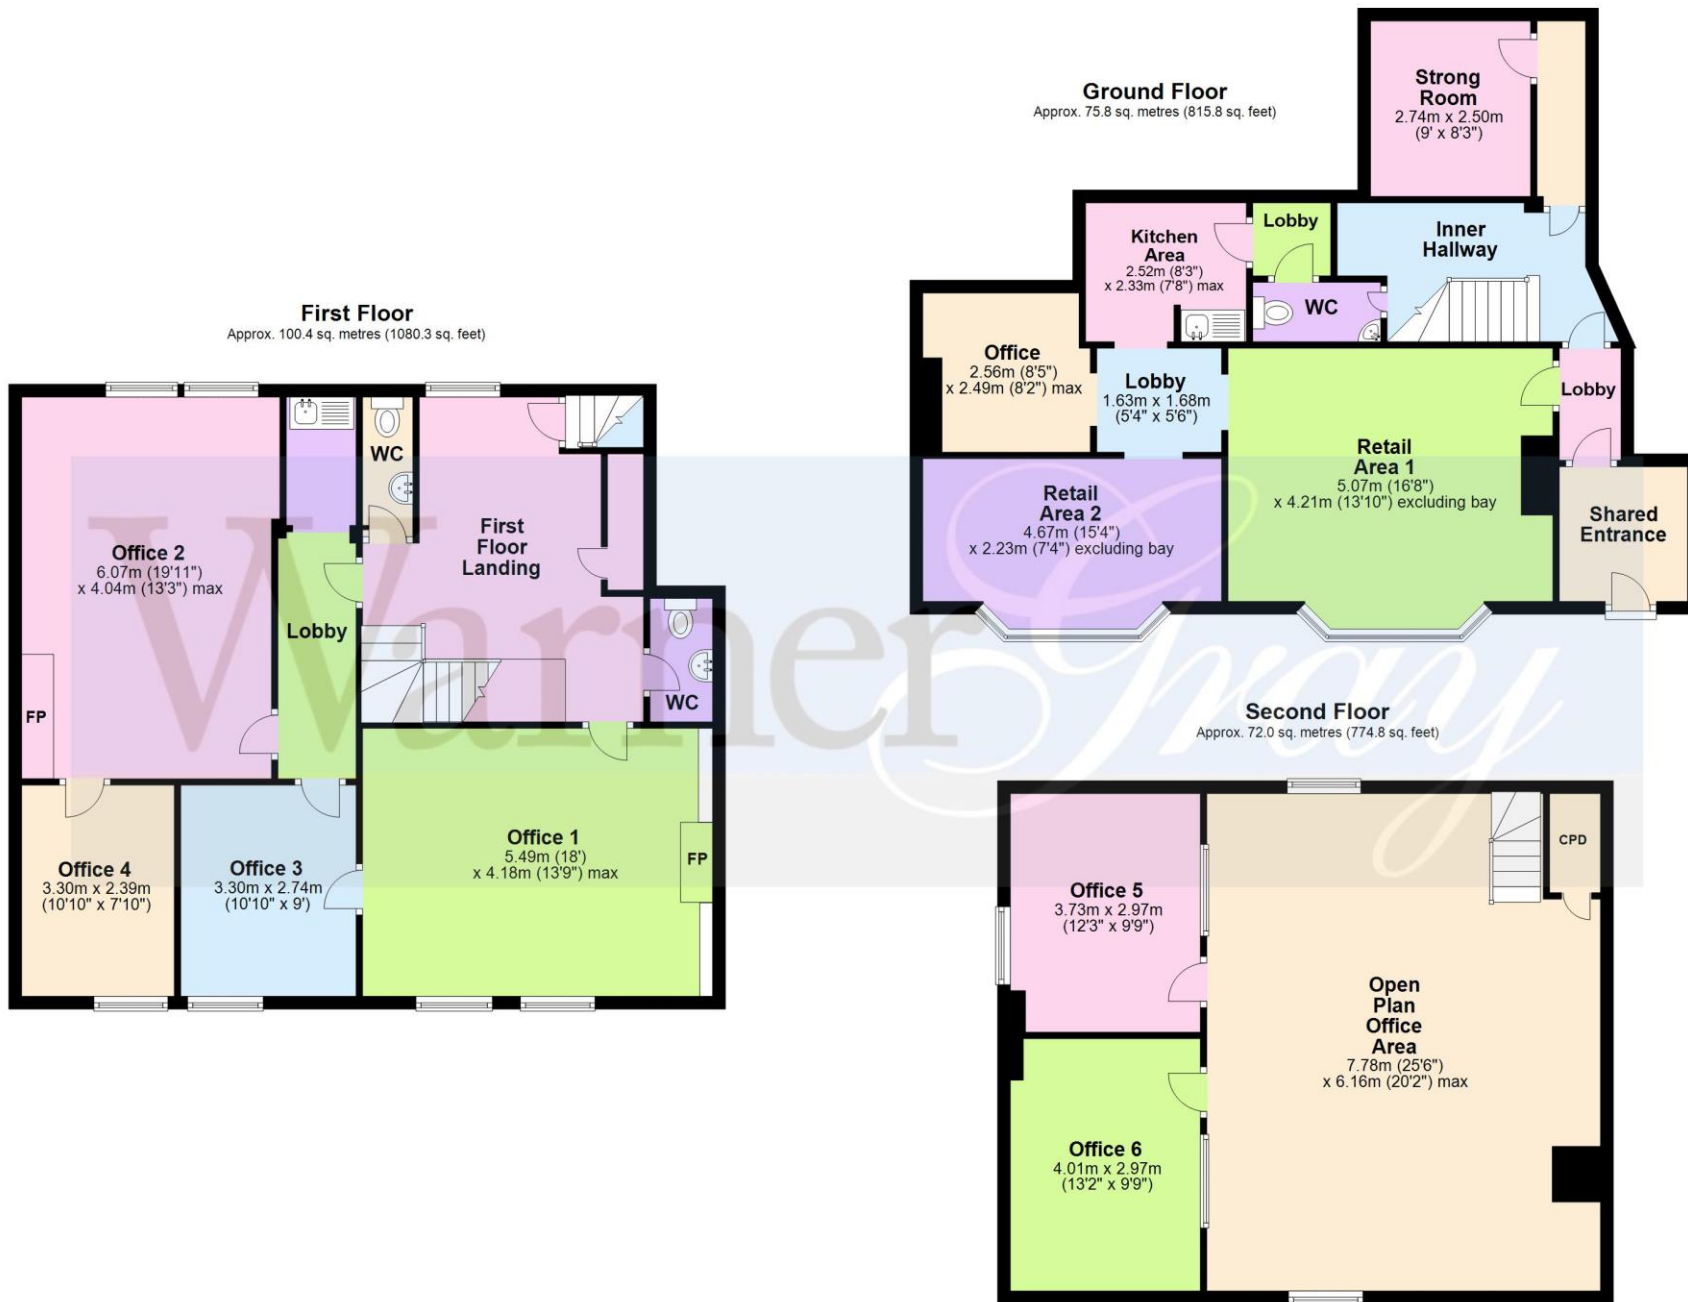 Ground Floor
Approx. 75.8 sq. metres (815.8 sq. feet)
Strong
Room
2.74m x 2.50m
(9' x 8'3")
Kitchen
Area
2.52m (8'3")
x 2.33m (7'8") max
Lobby
Inner
Hallway
WC
Office
2.56m (8'5")
x 2.49m (8'2") max
Lobby
1.63m x 1.68m
(5'4" x 5'6")
Lobby
Retail
Area 1
5.07m (16'8")
x 4.21m (13'10") excluding bay
Retail
Area 2
4.67m (15'4")
x 2.23m (7'4") excluding bay
Shared
Entrance
First Floor
Approx. 100.4 sq. metres (1080.3 sq. feet)
WC
First
Floor
Landing
Office 2
6.07m (19'11")
x 4.04m (13'3") max
Lobby
FP
WC
Office 1
5.49m (18')
x 4.18m (13'9") max
FP
Office 4
3.30m x 2.39m
(10'10" x 7'10")
Office 3
3.30m x 2.74m
(10'10" x 9')
Warner Gray
Second Floor
Approx. 72.0 sq. metres (774.8 sq. feet)
CPD
Office 5
3.73m x 2.97m
(12'3" x 9'9")
Open
Plan
Office
Area
7.78m (25'6")
x 6.16m (20'2") max
Office 6
4.01m x 2.97m
(13'2" x 9'9")